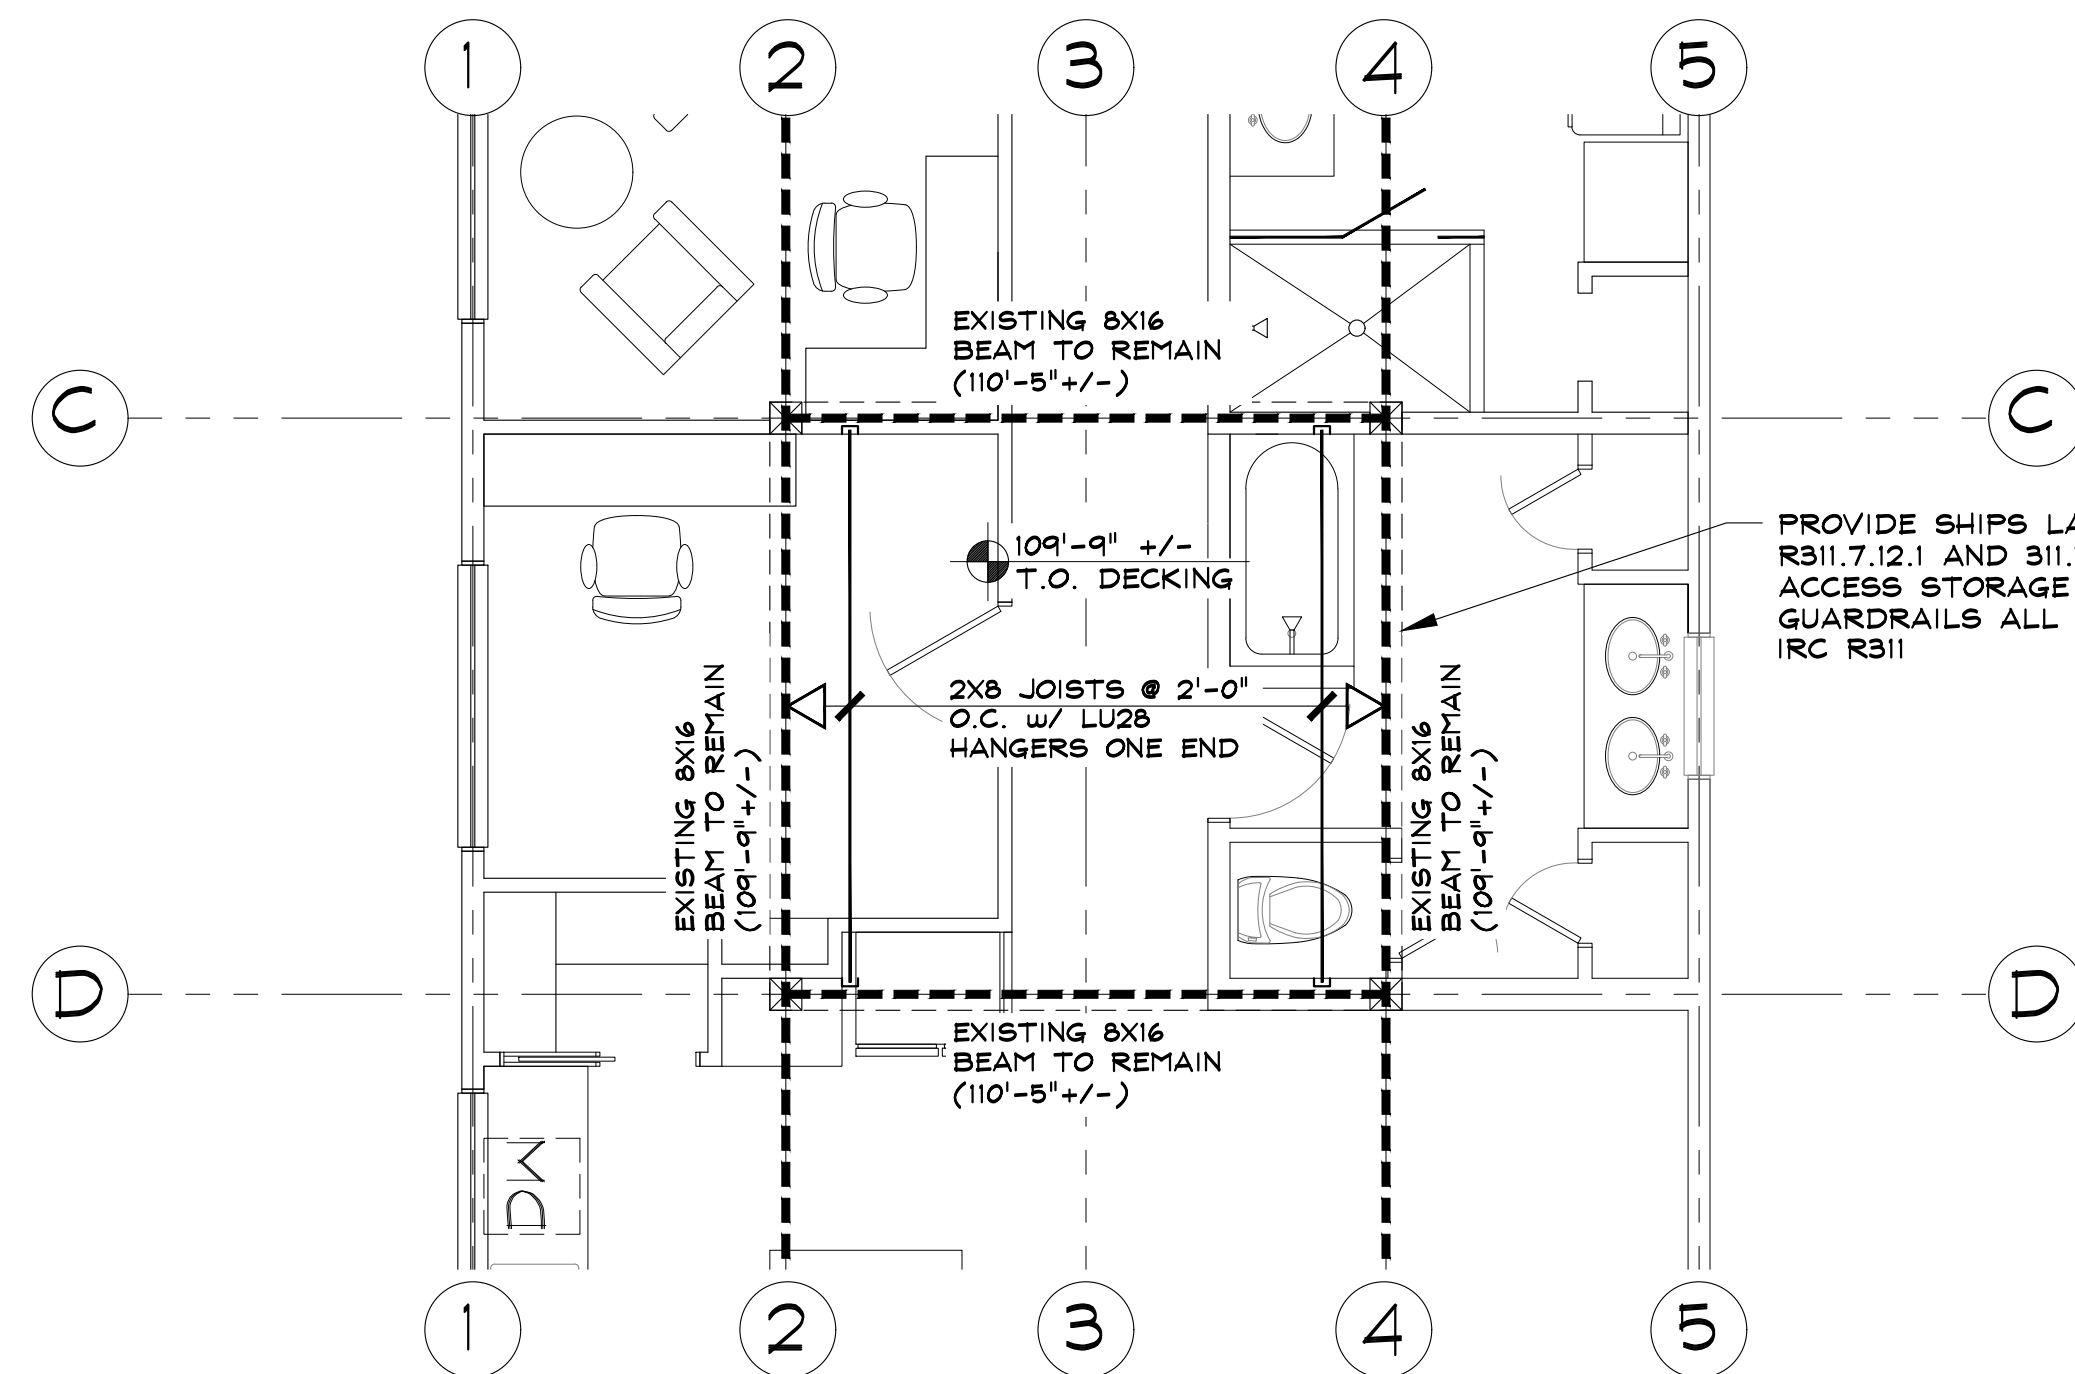 1 2 3 4 5
EXISTING 8X16
BEAM TO REMAIN
(110'-5"+/-)
C C
109'-9" +/-
T.O. DECKING
PROVIDE SHIPS
R311.7.12.1 AND 311.
ACCESS STORAGE
GUARDRAILS ALL
IRC R311
2X8 JOISTS @ 2'-0"
O.C. w/ LU28
HANGERS ONE END
EXISTING 8X16
BEAM TO REMAIN
(109'-9"+/-)
EXISTING 8X16
BEAM TO REMAIN
(109'-9"+/-)
D D
EXISTING 8X16
BEAM TO REMAIN
(110'-5"+/-)
M
D
1 2 3 4 5